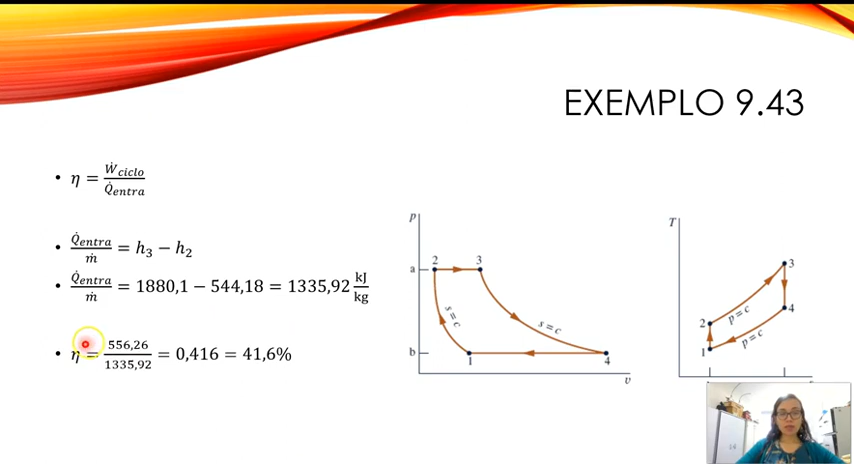 EXEMPLO 9.43
• η = Ẇciclo / Q̇entra
• Q̇entra / ṁ = h3 − h2
• Q̇entra / ṁ = 1880,1 − 544,18 = 1335,92 kJ/kg
• η = 556,26 / 1335,92 = 0,416 = 41,6%
p
a
2
3
s = c
s = c
b
1
4
v
T
3
2
p = c
4
p = c
1